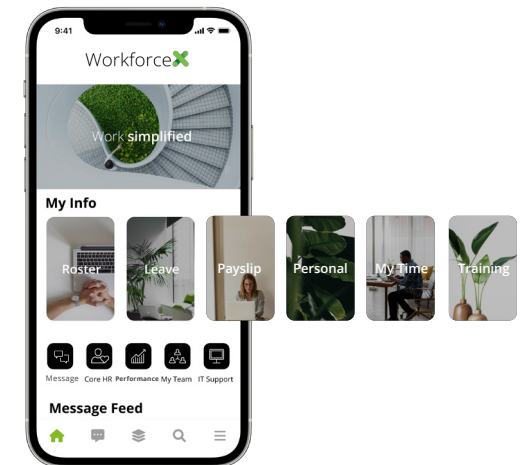 9:41
WorkforceX
Work simplified
My Info
Roster Leave Payslip Personal My Time Training
Message Core HR Performance My Team IT Support
Message Feed